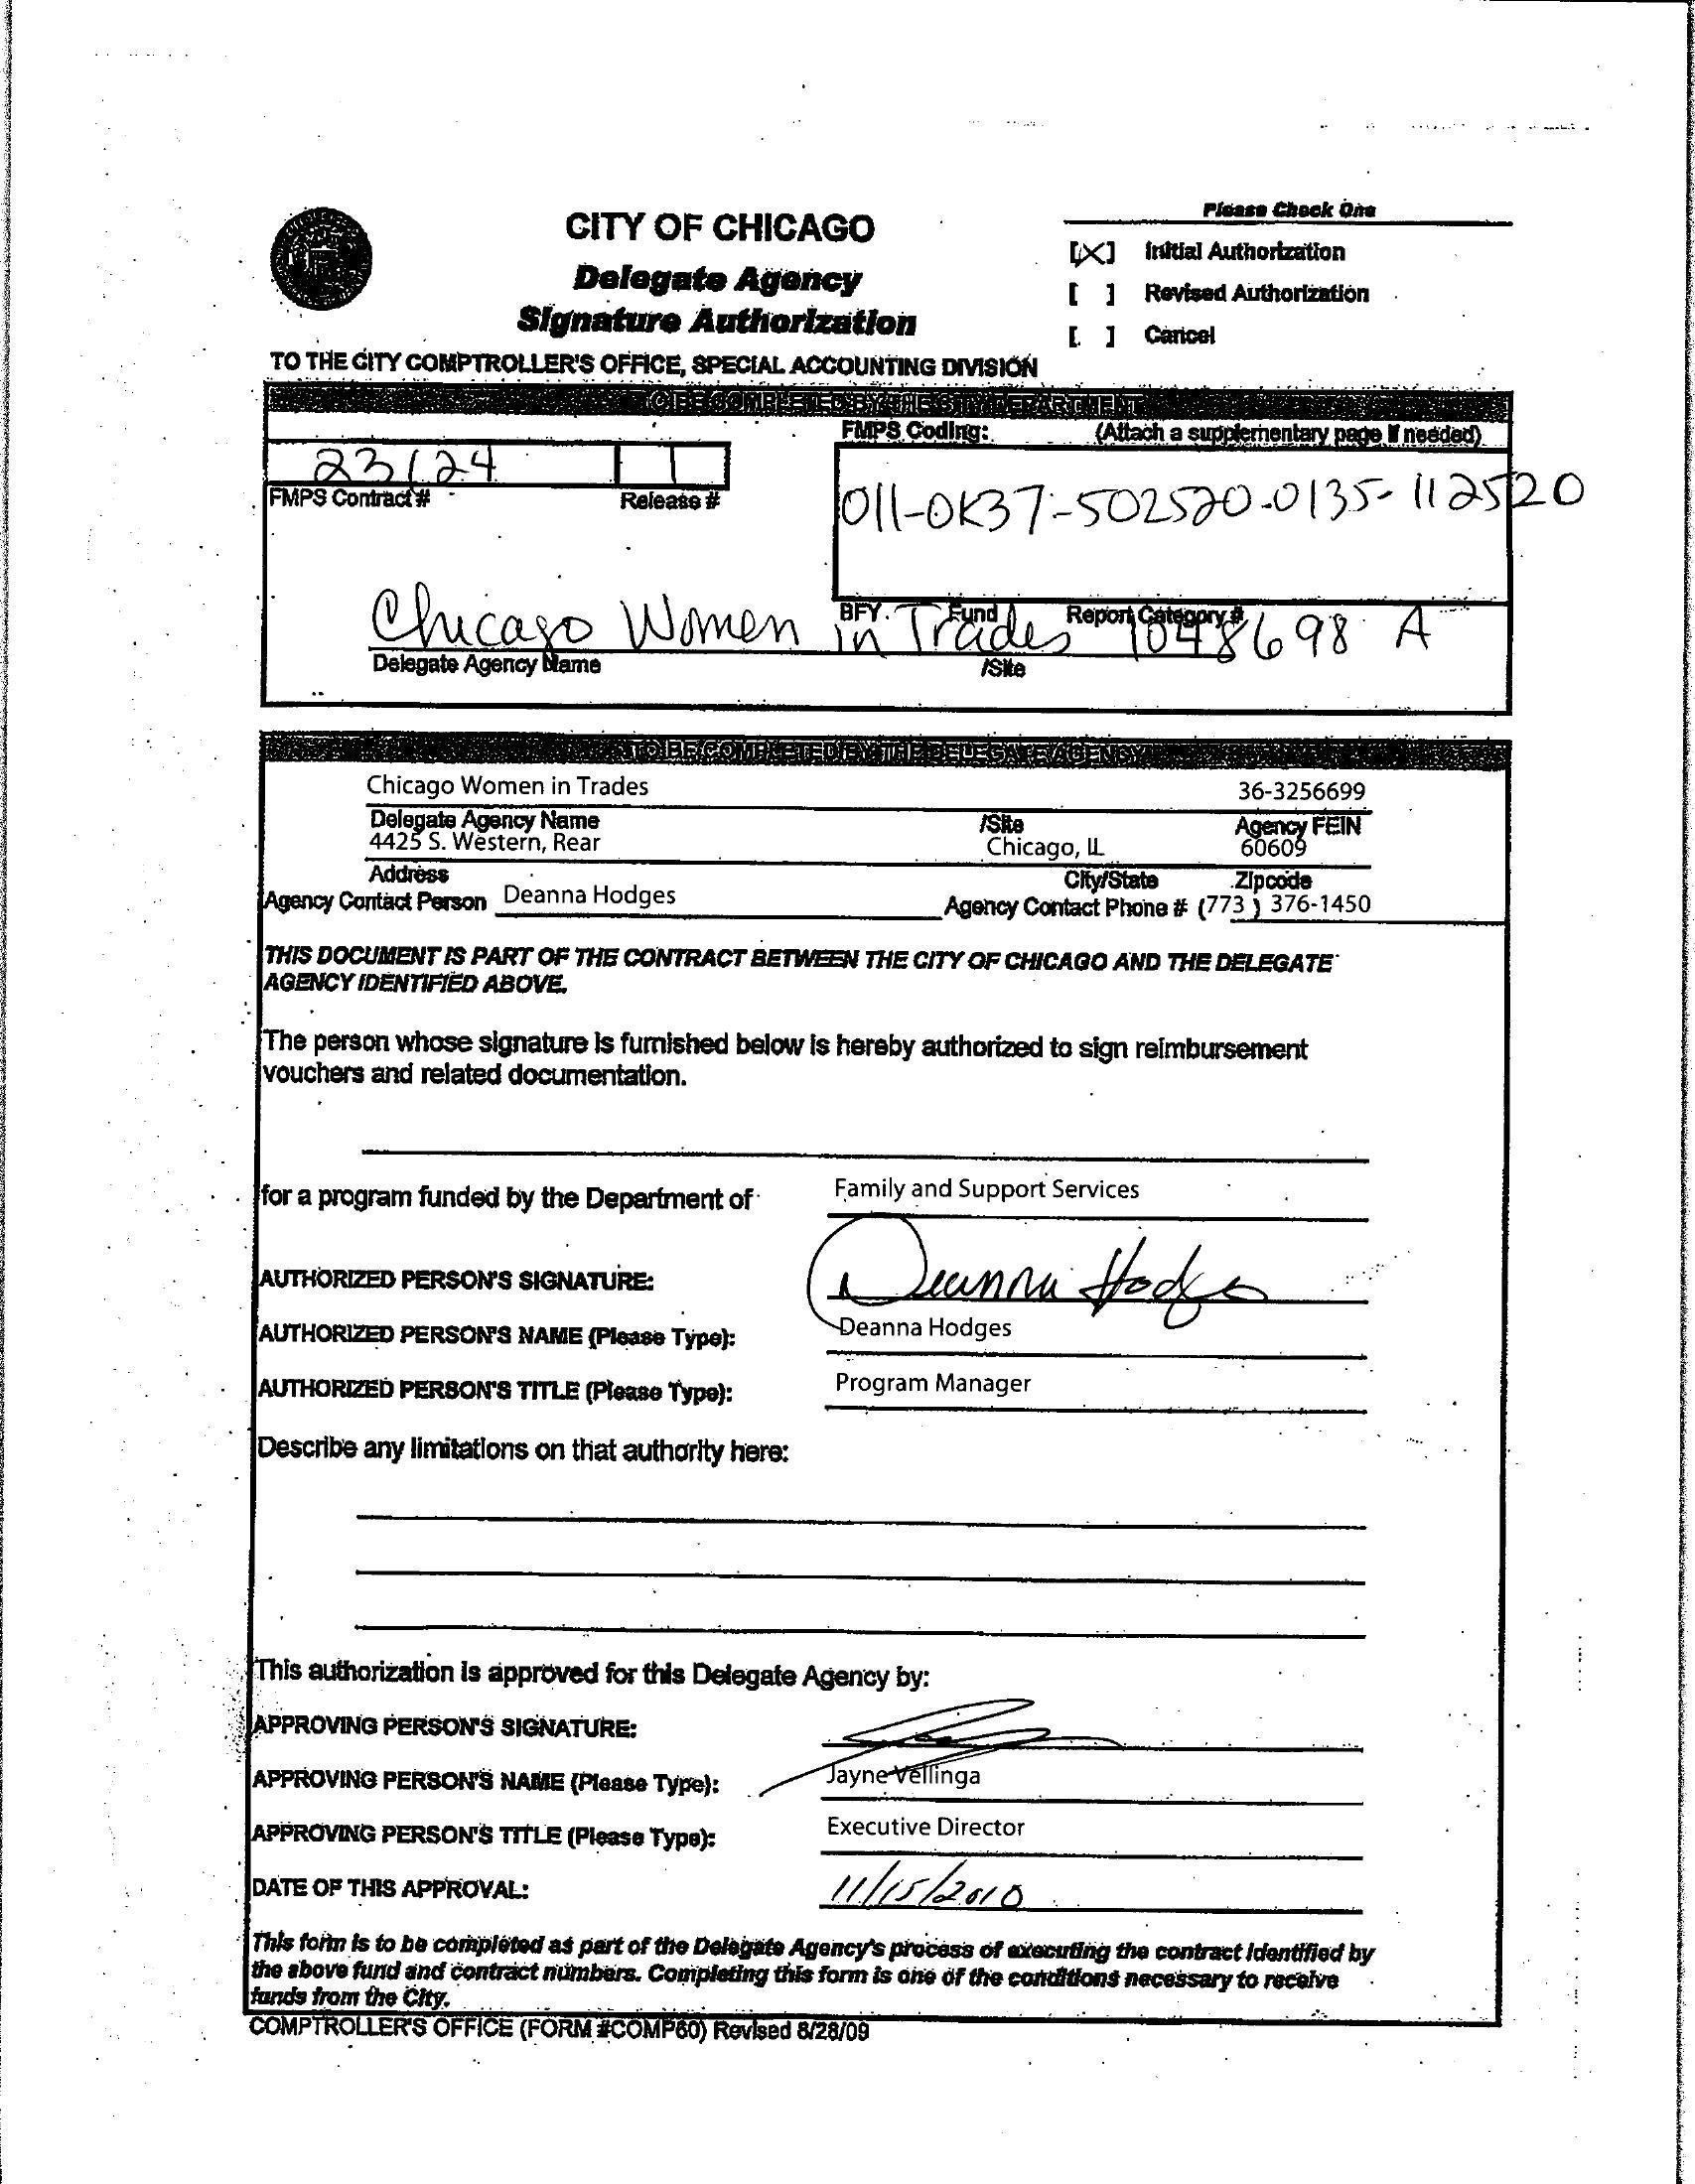 Please Check One
CITY OF CHICAGO
Delegate Agency
Signature Authorization
[X] Initial Authorization
[ ] Revised Authorization
[ ] Cancel
TO THE CITY COMPTROLLER'S OFFICE, SPECIAL ACCOUNTING DIVISION
TO BE COMPLETED BY THE CITY DEPARTMENT
FMPS Coding: (Attach a supplementary page if needed)
23124
FMPS Contract # Release #
011-0K37-502520-0135-112520
BFY Fund Report Category #
Chicago Women in Trades 1048698 A
Delegate Agency Name /Site
TO BE COMPLETED BY THE DELEGATE AGENCY
Chicago Women in Trades 36-3256699
Delegate Agency Name /Site Agency FEIN
4425 S. Western, Rear Chicago, IL 60609
Address City/State Zipcode
Agency Contact Person Deanna Hodges Agency Contact Phone # (773 ) 376-1450
THIS DOCUMENT IS PART OF THE CONTRACT BETWEEN THE CITY OF CHICAGO AND THE DELEGATE
AGENCY IDENTIFIED ABOVE.
The person whose signature is furnished below is hereby authorized to sign reimbursement
vouchers and related documentation.
for a program funded by the Department of Family and Support Services
AUTHORIZED PERSON'S SIGNATURE: Deanna Hodges
AUTHORIZED PERSON'S NAME (Please Type): Deanna Hodges
AUTHORIZED PERSON'S TITLE (Please Type): Program Manager
Describe any limitations on that authority here:
This authorization is approved for this Delegate Agency by:
APPROVING PERSON'S SIGNATURE:
APPROVING PERSON'S NAME (Please Type): Jayne Vellinga
APPROVING PERSON'S TITLE (Please Type): Executive Director
DATE OF THIS APPROVAL: 11/15/2010
This form is to be completed as part of the Delegate Agency's process of executing the contract identified by
the above fund and contract numbers. Completing this form is one of the conditions necessary to receive
funds from the City.
COMPTROLLER'S OFFICE (FORM #COMP60) Revised 8/28/09